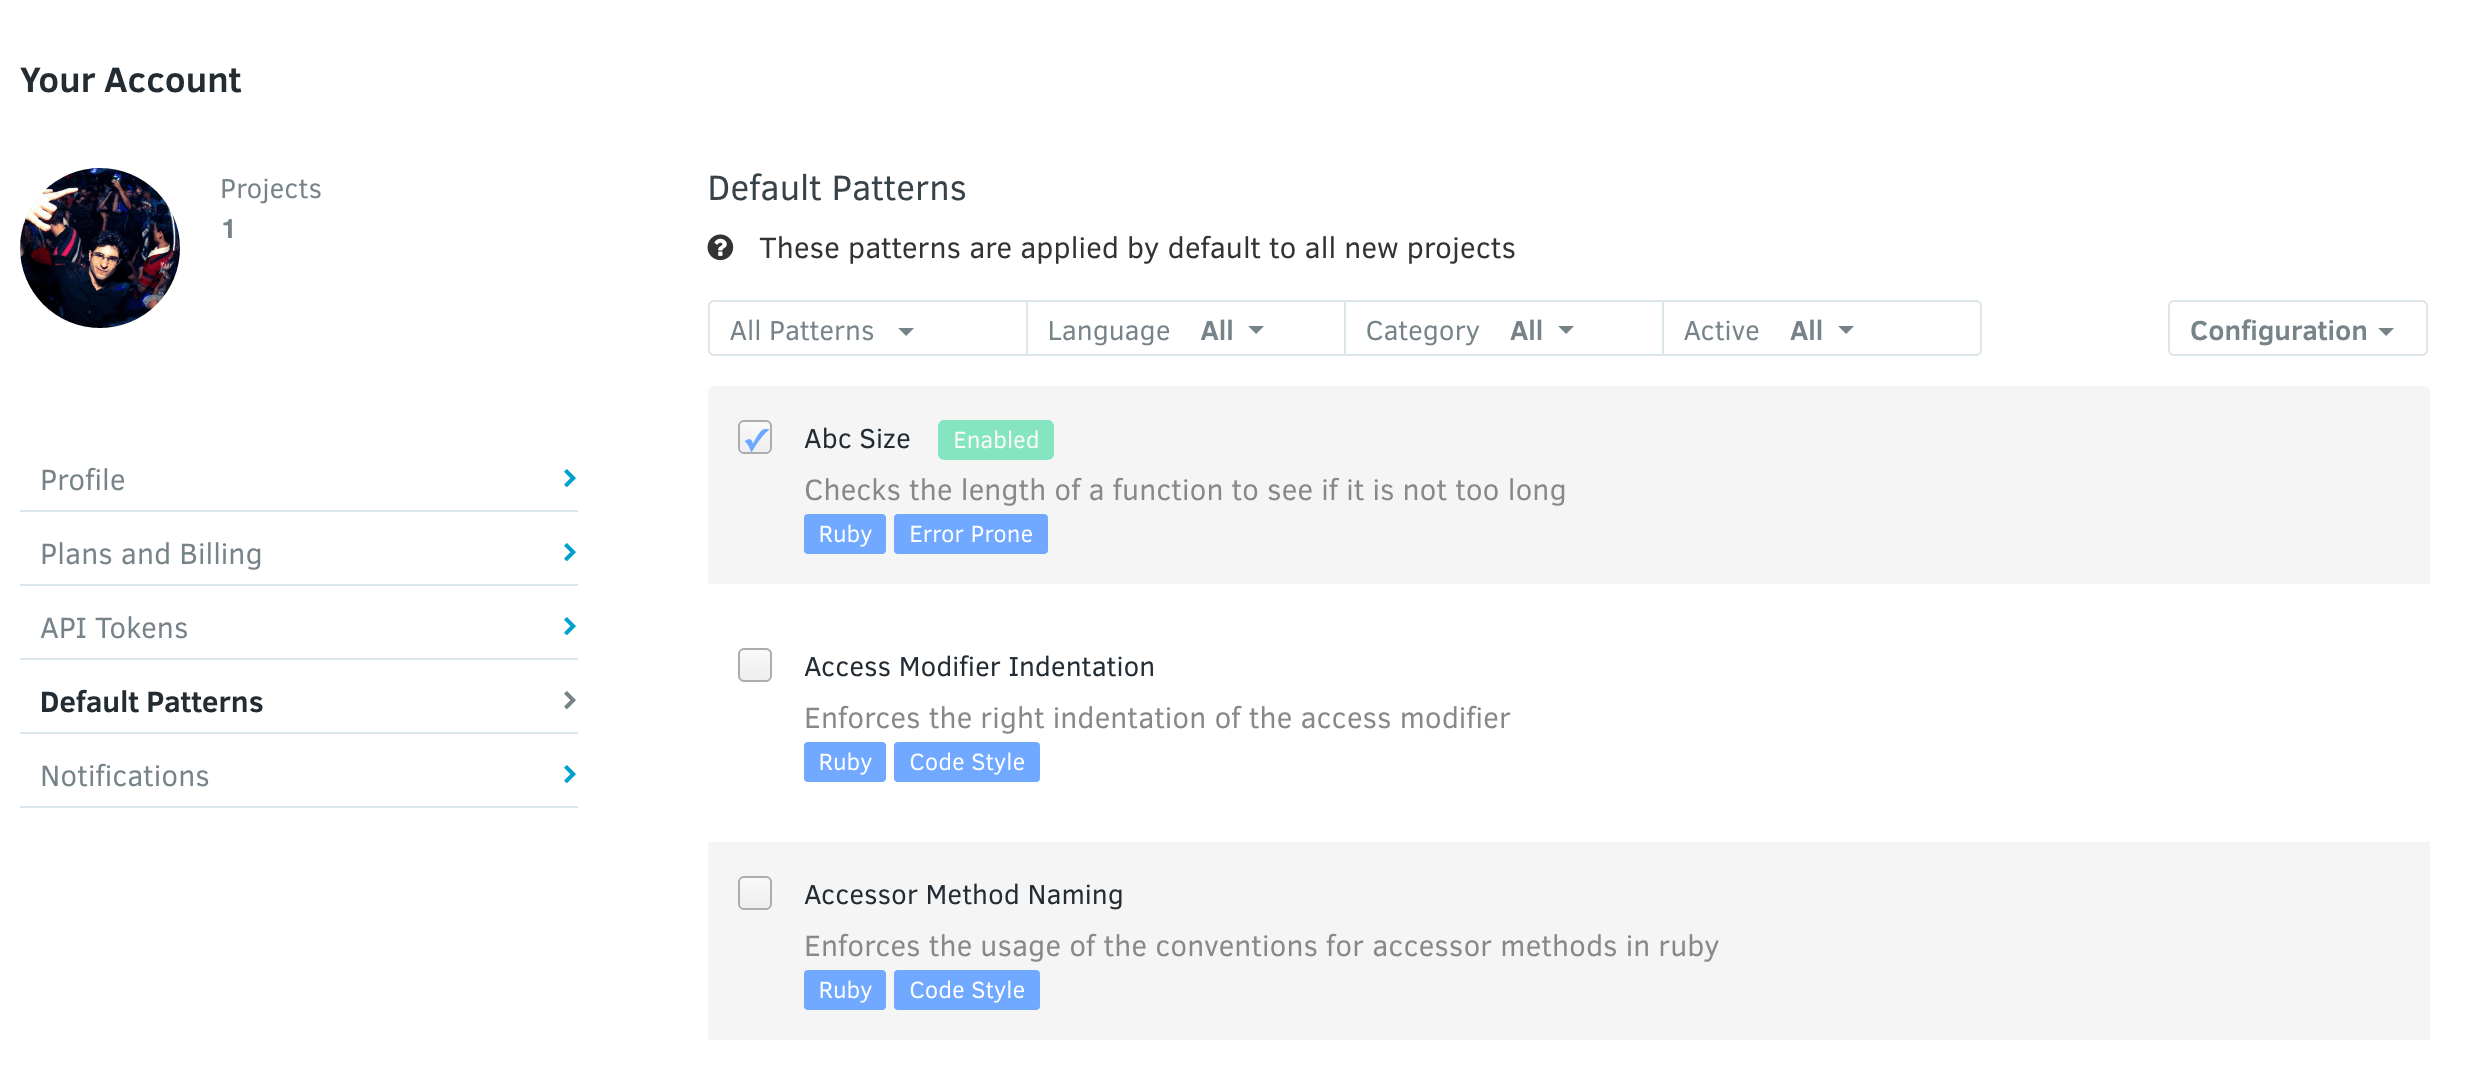 Your Account
Projects
1
Profile
Plans and Billing
API Tokens
Default Patterns
Notifications
Default Patterns
These patterns are applied by default to all new projects
All Patterns Language All Category All Active All Configuration
Abc Size Enabled
Checks the length of a function to see if it is not too long
Ruby Error Prone
Access Modifier Indentation
Enforces the right indentation of the access modifier
Ruby Code Style
Accessor Method Naming
Enforces the usage of the conventions for accessor methods in ruby
Ruby Code Style